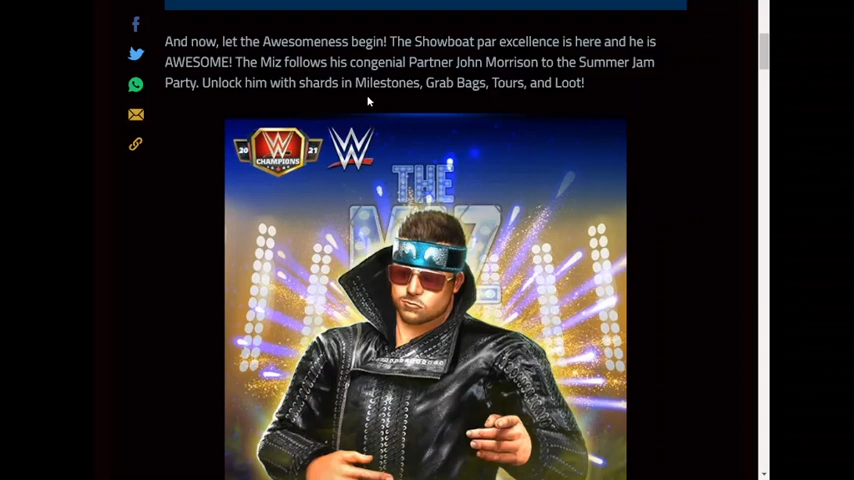 And now, let the Awesomeness begin! The Showboat par excellence is here and he is
AWESOME! The Miz follows his congenial Partner John Morrison to the Summer Jam
Party. Unlock him with shards in Milestones, Grab Bags, Tours, and Loot!
20 W 21
CHAMPIONS
W
THE
MIZ